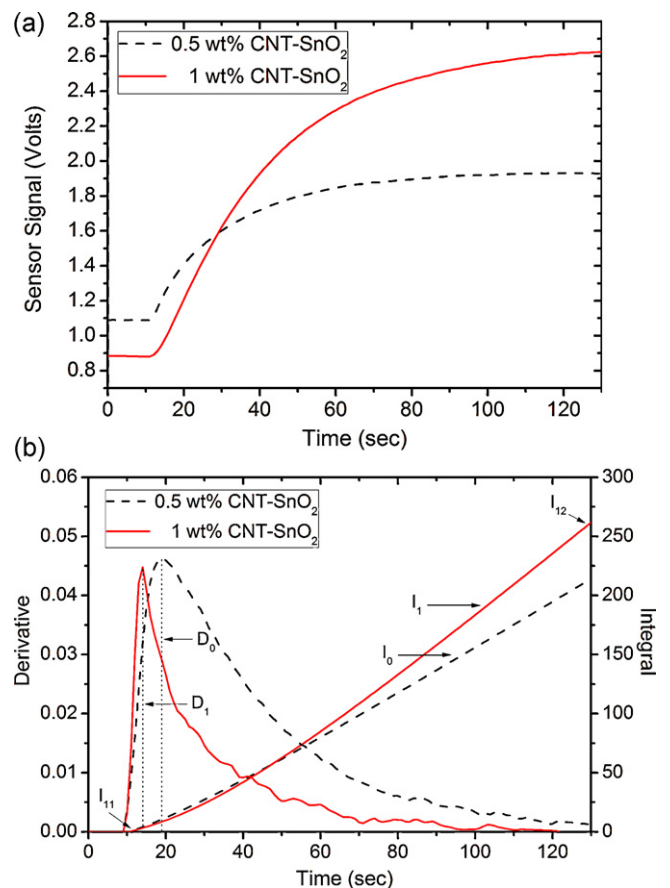 (a)
2.8
2.6
2.4
2.2
2.0
1.8
1.6
1.4
1.2
1.0
0.8
Sensor Signal (Volts)
0.5 wt% CNT-SnO₂
1 wt% CNT-SnO₂
0 20 40 60 80 100 120
Time (sec)
(b)
0.06
0.05
0.04
0.03
0.02
0.01
0.00
Derivative
0.5 wt% CNT-SnO₂
1 wt% CNT-SnO₂
I₁₂
I₁
I₀
D₀
D₁
I₁₁
300
250
200
150
100
50
0
Integral
0 20 40 60 80 100 120
Time (sec)